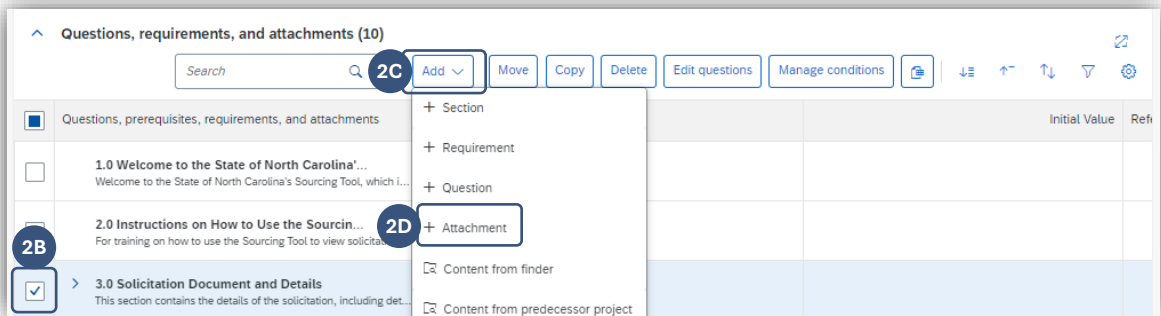 Questions, requirements, and attachments (10)
Search
2C
Add
Move
Copy
Delete
Edit questions
Manage conditions
Questions, prerequisites, requirements, and attachments
Initial Value
Refe
+ Section
+ Requirement
+ Question
2D
+ Attachment
Content from finder
Content from predecessor project
1.0 Welcome to the State of North Carolina'...
Welcome to the State of North Carolina's Sourcing Tool, which i...
2.0 Instructions on How to Use the Sourcin...
For training on how to use the Sourcing Tool to view solicita
2B
3.0 Solicitation Document and Details
This section contains the details of the solicitation, including det...